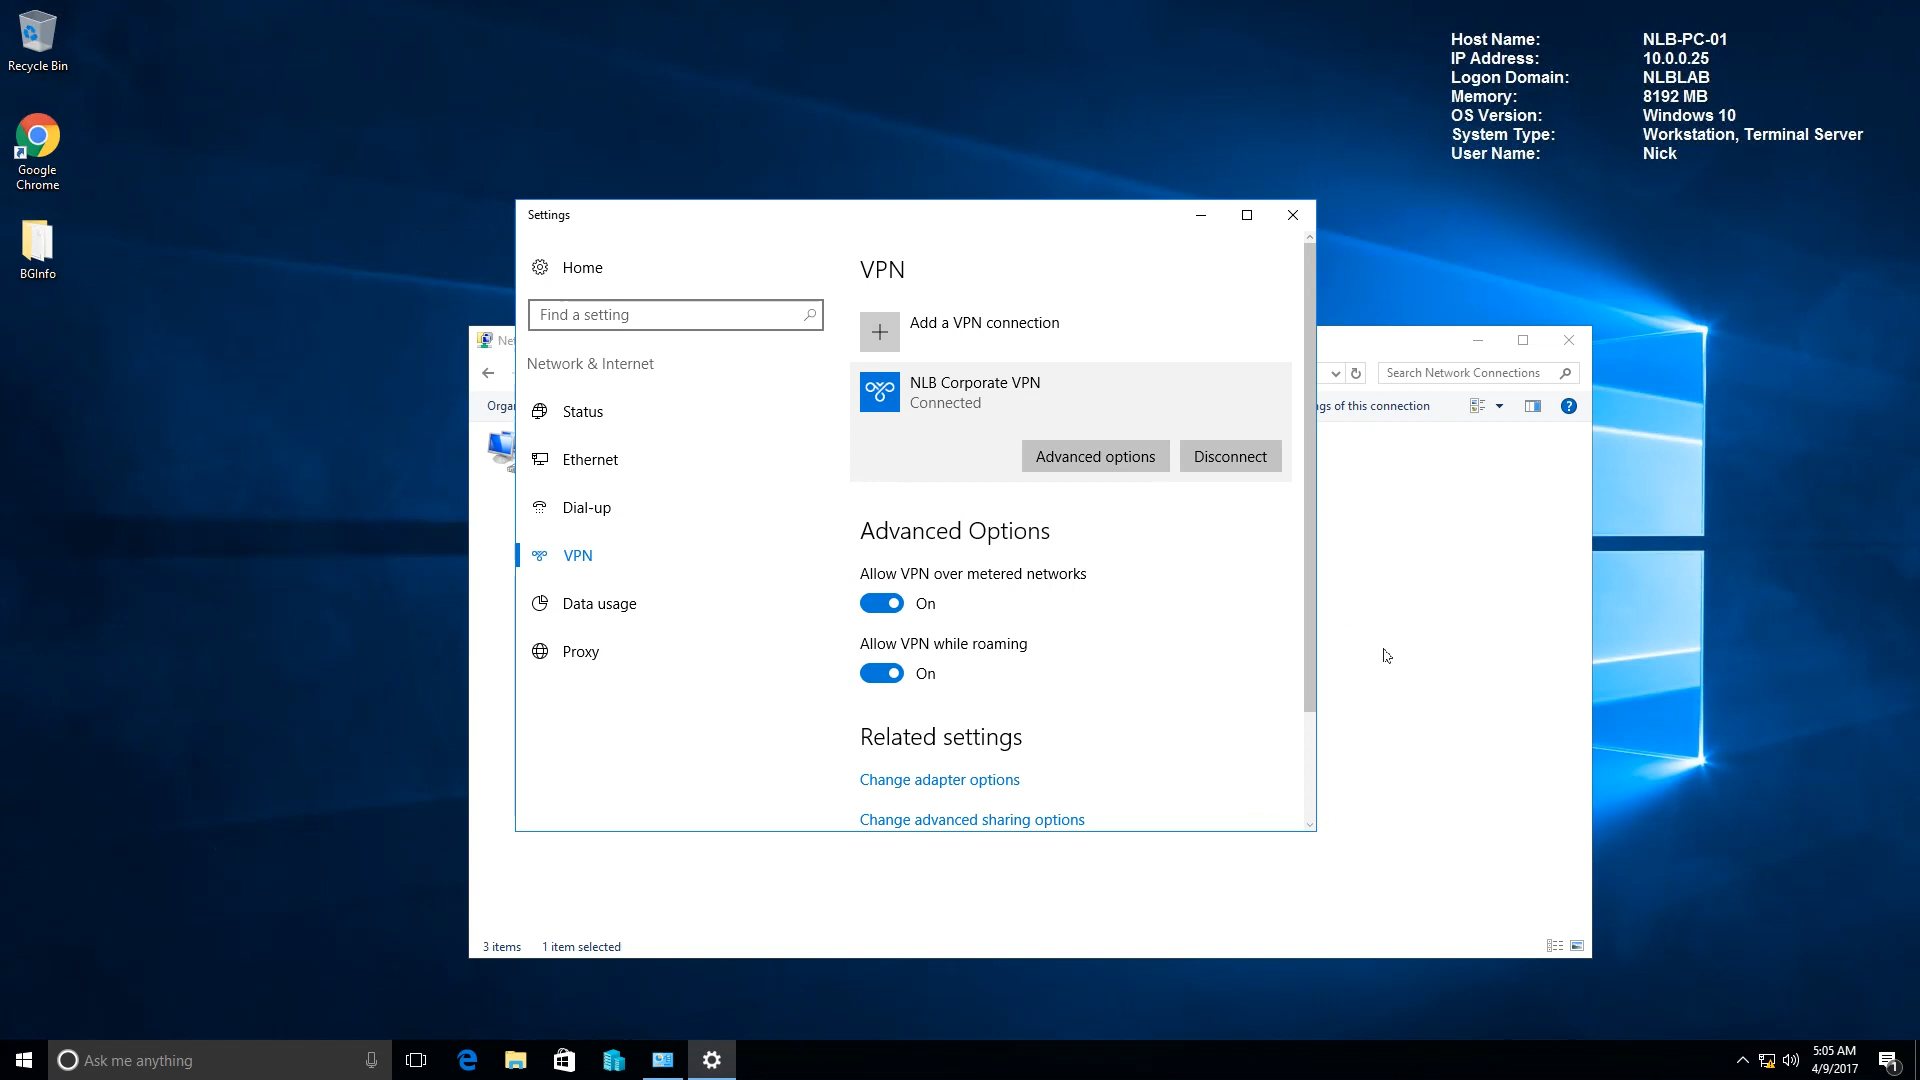 Recycle Bin
Google
Chrome
BGInfo
Host Name: NLB-PC-01
IP Address: 10.0.0.25
Logon Domain: NLBLAB
Memory: 8192 MB
OS Version: Windows 10
System Type: Workstation, Terminal Server
User Name: Nick
Settings
Home
Find a setting
Network & Internet
Status
Ethernet
Dial-up
VPN
Data usage
Proxy
VPN
Add a VPN connection
NLB Corporate VPN
Connected
Advanced options
Disconnect
Advanced Options
Allow VPN over metered networks
On
Allow VPN while roaming
On
Related settings
Change adapter options
Change advanced sharing options
Search Network Connections
of this connection
3 items
1 item selected
Ask me anything
5:05 AM
4/9/2017
1